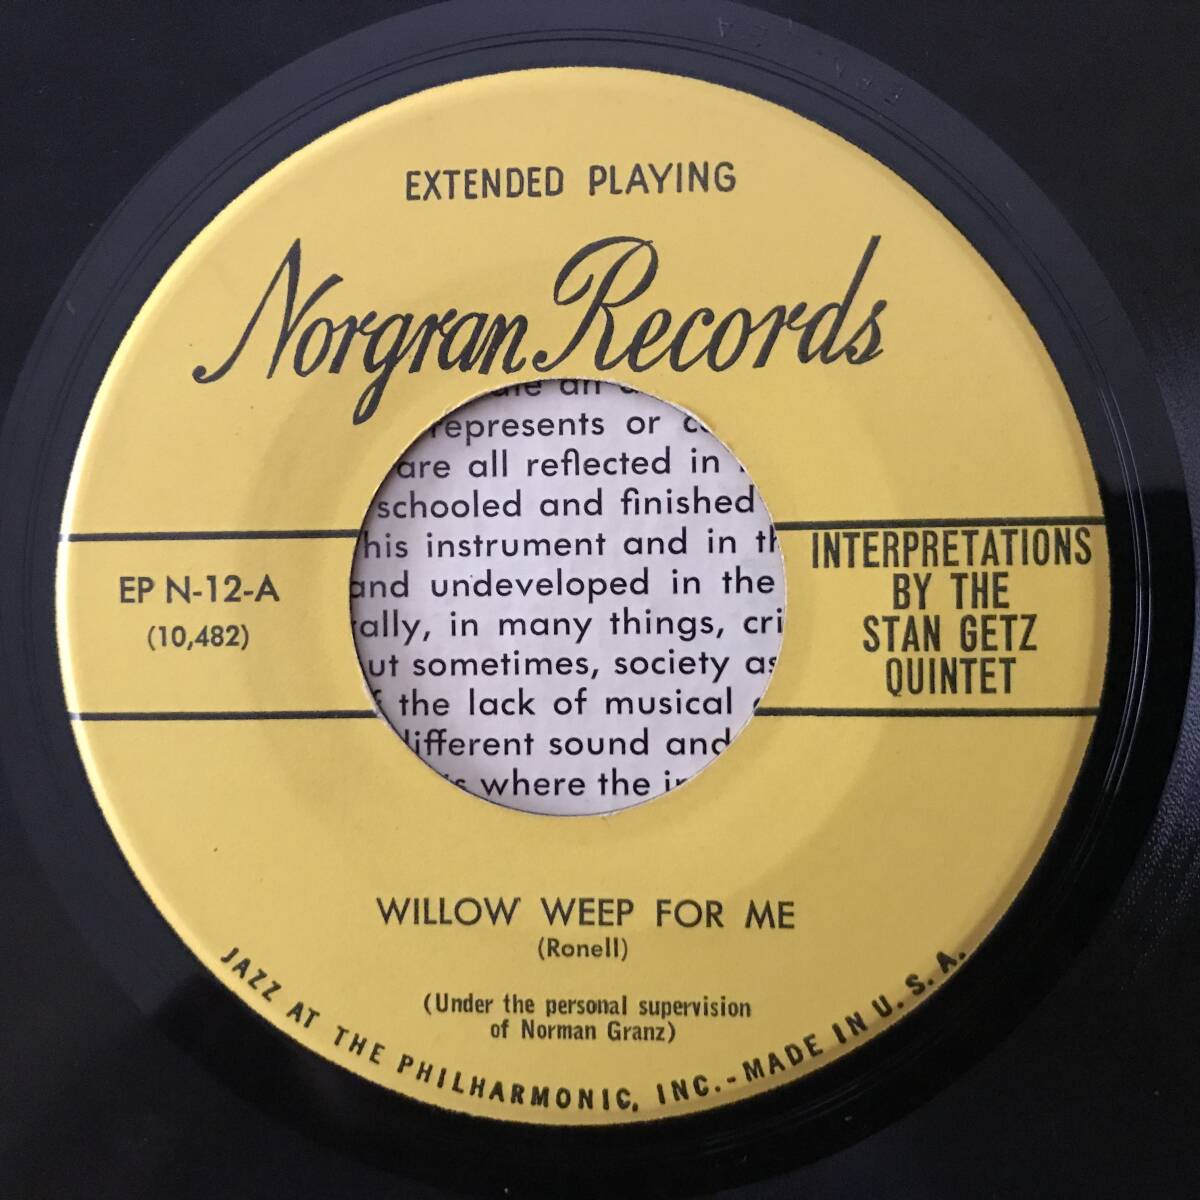 EXTENDED PLAYING
Norgran Records
EP N-12-A
(10,482)
INTERPRETATIONS
BY THE
STAN GETZ
QUINTET
represents or
are all reflected in
schooled and finished
his instrument and in
and undeveloped in the
ally, in many things, cri
ut sometimes, society as
the lack of musical
ifferent sound and
where the
WILLOW WEEP FOR ME
(Ronell)
(Under the personal supervision
of Norman Granz)
JAZZ AT THE PHILHARMONIC, INC.-MADE IN U. S. A.